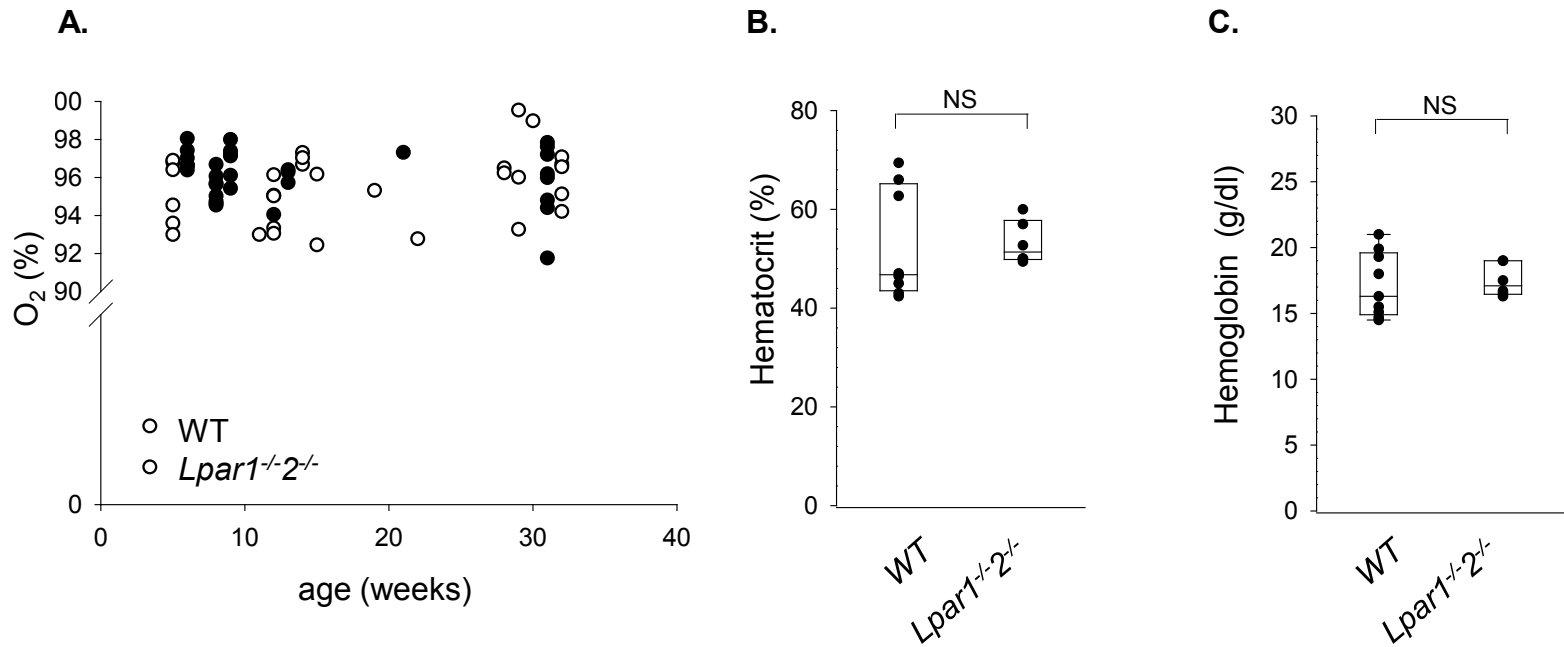 A.
B.
C.
O₂ (%)
00
98
96
94
92
90
0
WT
Lpar1⁻/⁻2⁻/⁻
0
10
20
30
40
age (weeks)
Hematocrit (%)
80
60
40
20
0
NS
WT
Lpar1⁻/⁻2⁻/⁻
Hemoglobin (g/dl)
30
25
20
15
10
5
0
NS
WT
Lpar1⁻/⁻2⁻/⁻